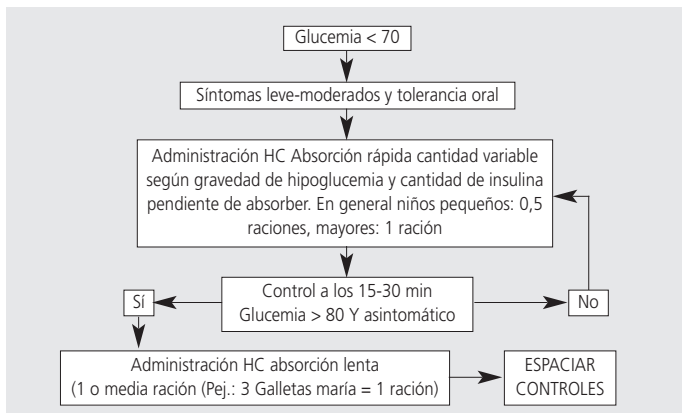 Glucemia < 70
Síntomas leve-moderados y tolerancia oral
Administración HC Absorción rápida cantidad variable
según gravedad de hipoglucemia y cantidad de insulina
pendiente de absorber. En general niños pequeños: 0,5
raciones, mayores: 1 ración
Sí
Control a los 15-30 min
Glucemia > 80 Y asintomático
No
Administración HC absorción lenta
(1 o media ración (Pej.: 3 Galletas maría = 1 ración)
ESPACIAR
CONTROLES